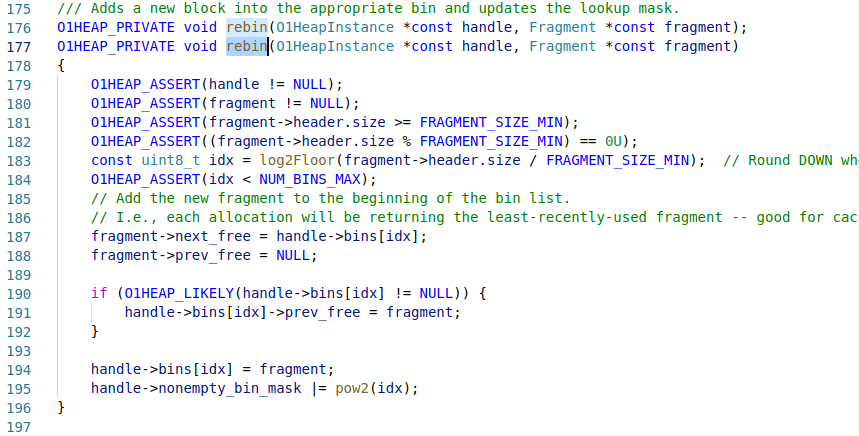 175 /// Adds a new block into the appropriate bin and updates the lookup mask.
176 O1HEAP_PRIVATE void rebin(O1HeapInstance *const handle, Fragment *const fragment);
177 O1HEAP_PRIVATE void rebin(O1HeapInstance *const handle, Fragment *const fragment)
178 {
179     O1HEAP_ASSERT(handle != NULL);
180     O1HEAP_ASSERT(fragment != NULL);
181     O1HEAP_ASSERT(fragment->header.size >= FRAGMENT_SIZE_MIN);
182     O1HEAP_ASSERT((fragment->header.size % FRAGMENT_SIZE_MIN) == 0U);
183     const uint8_t idx = log2Floor(fragment->header.size / FRAGMENT_SIZE_MIN);  // Round DOWN wh
184     O1HEAP_ASSERT(idx < NUM_BINS_MAX);
185     // Add the new fragment to the beginning of the bin list.
186     // I.e., each allocation will be returning the least-recently-used fragment -- good for cac
187     fragment->next_free = handle->bins[idx];
188     fragment->prev_free = NULL;
189
190     if (O1HEAP_LIKELY(handle->bins[idx] != NULL)) {
191         handle->bins[idx]->prev_free = fragment;
192     }
193
194     handle->bins[idx] = fragment;
195     handle->nonempty_bin_mask |= pow2(idx);
196 }
197